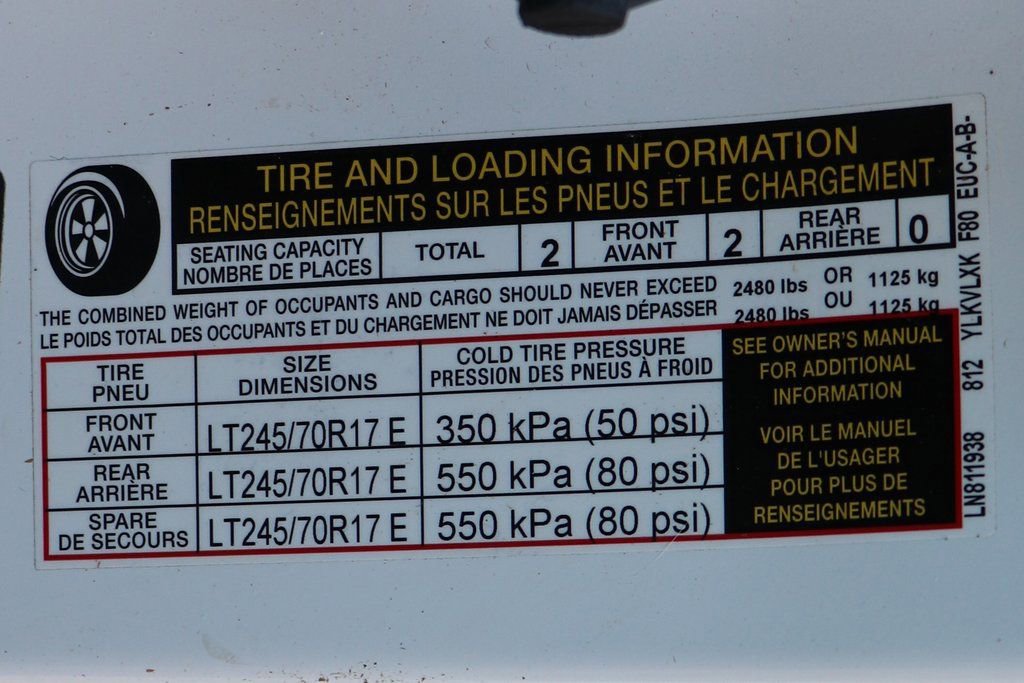 TIRE AND LOADING INFORMATION
RENSEIGNEMENTS SUR LES PNEUS ET LE CHARGEMENT
SEATING CAPACITY
NOMBRE DE PLACES
TOTAL
2
FRONT
AVANT
2
REAR
ARRIÈRE
0
THE COMBINED WEIGHT OF OCCUPANTS AND CARGO SHOULD NEVER EXCEED 2480 lbs OR 1125 kg
LE POIDS TOTAL DES OCCUPANTS ET DU CHARGEMENT NE DOIT JAMAIS DÉPASSER 2480 lbs OU 1125 kg
TIRE
PNEU
SIZE
DIMENSIONS
COLD TIRE PRESSURE
PRESSION DES PNEUS À FROID
FRONT
AVANT
LT245/70R17 E
350 kPa (50 psi)
REAR
ARRIÈRE
LT245/70R17 E
550 kPa (80 psi)
SPARE
DE SECOURS
LT245/70R17 E
550 kPa (80 psi)
SEE OWNER'S MANUAL
FOR ADDITIONAL
INFORMATION
VOIR LE MANUEL
DE L'USAGER
POUR PLUS DE
RENSEIGNEMENTS
LN811938 812 YLKVLXK F80 EUC-A-B-